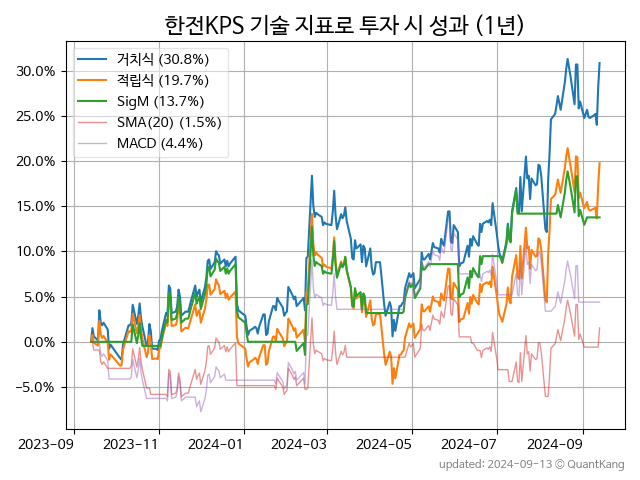 한전KPS 기술 지표로 투자 시 성과 (1년)
거치식 (30.8%)
적립식 (19.7%)
SigM (13.7%)
SMA(20) (1.5%)
MACD (4.4%)
30.0%
25.0%
20.0%
15.0%
10.0%
5.0%
0.0%
−5.0%
2023-09 2023-11 2024-01 2024-03 2024-05 2024-07 2024-09
updated: 2024-09-13 © QuantKang